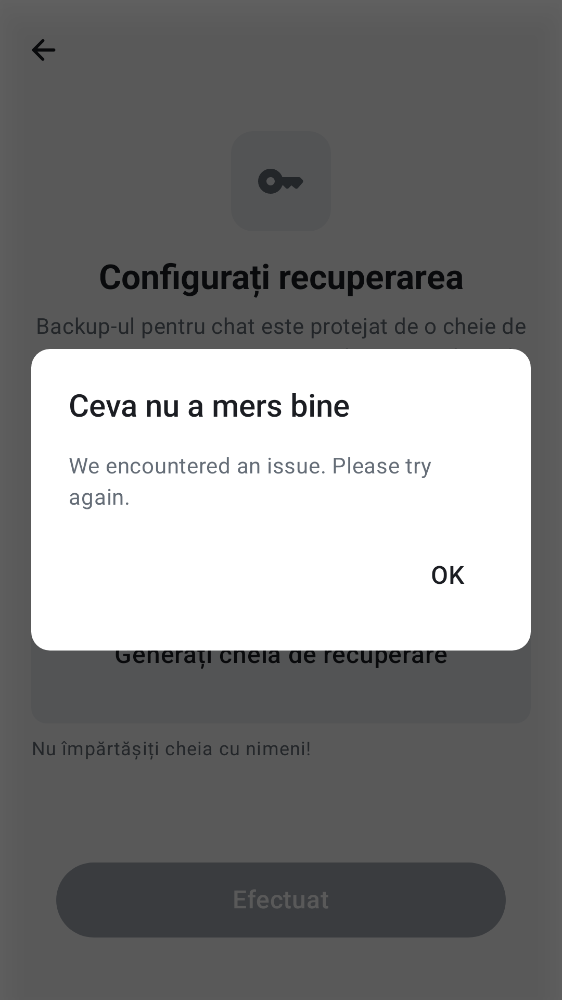 Configurați recuperarea
Backup-ul pentru chat este protejat de o cheie de
Ceva nu a mers bine
We encountered an issue. Please try
again.
OK
Generați cheia de recuperare
Nu împărtășiți cheia cu nimeni!
Efectuat